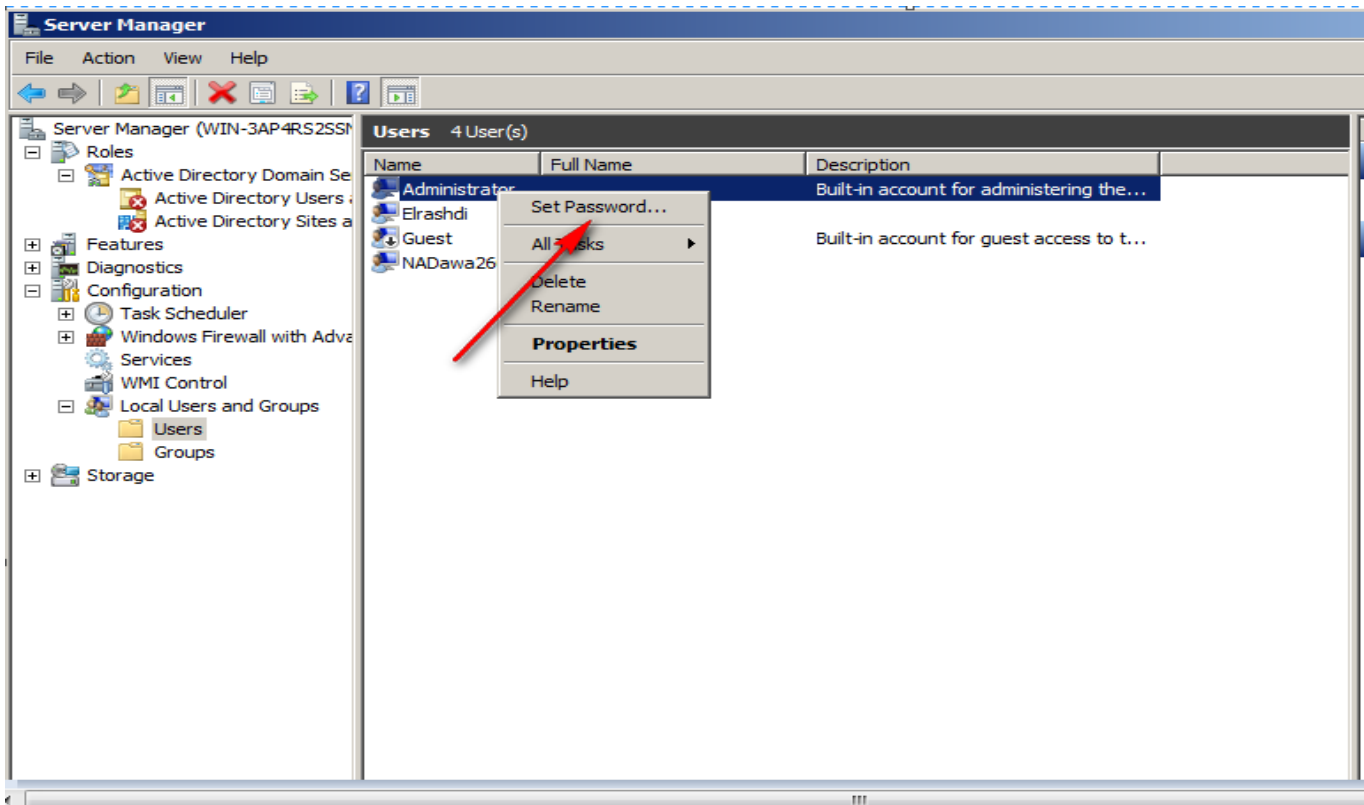 Server Manager
File Action View Help
Server Manager (WIN-3AP4RS2SSN
Roles
Active Directory Domain Se
Active Directory Users
Active Directory Sites a
Features
Diagnostics
Configuration
Task Scheduler
Windows Firewall with Adva
Services
WMI Control
Local Users and Groups
Users
Groups
Storage
Users 4 User(s)
Name Full Name Description
Administrator Built-in account for administering the...
Elrashdi
Guest Built-in account for guest access to t...
NADawa26
Set Password...
All Tasks
Delete
Rename
Properties
Help